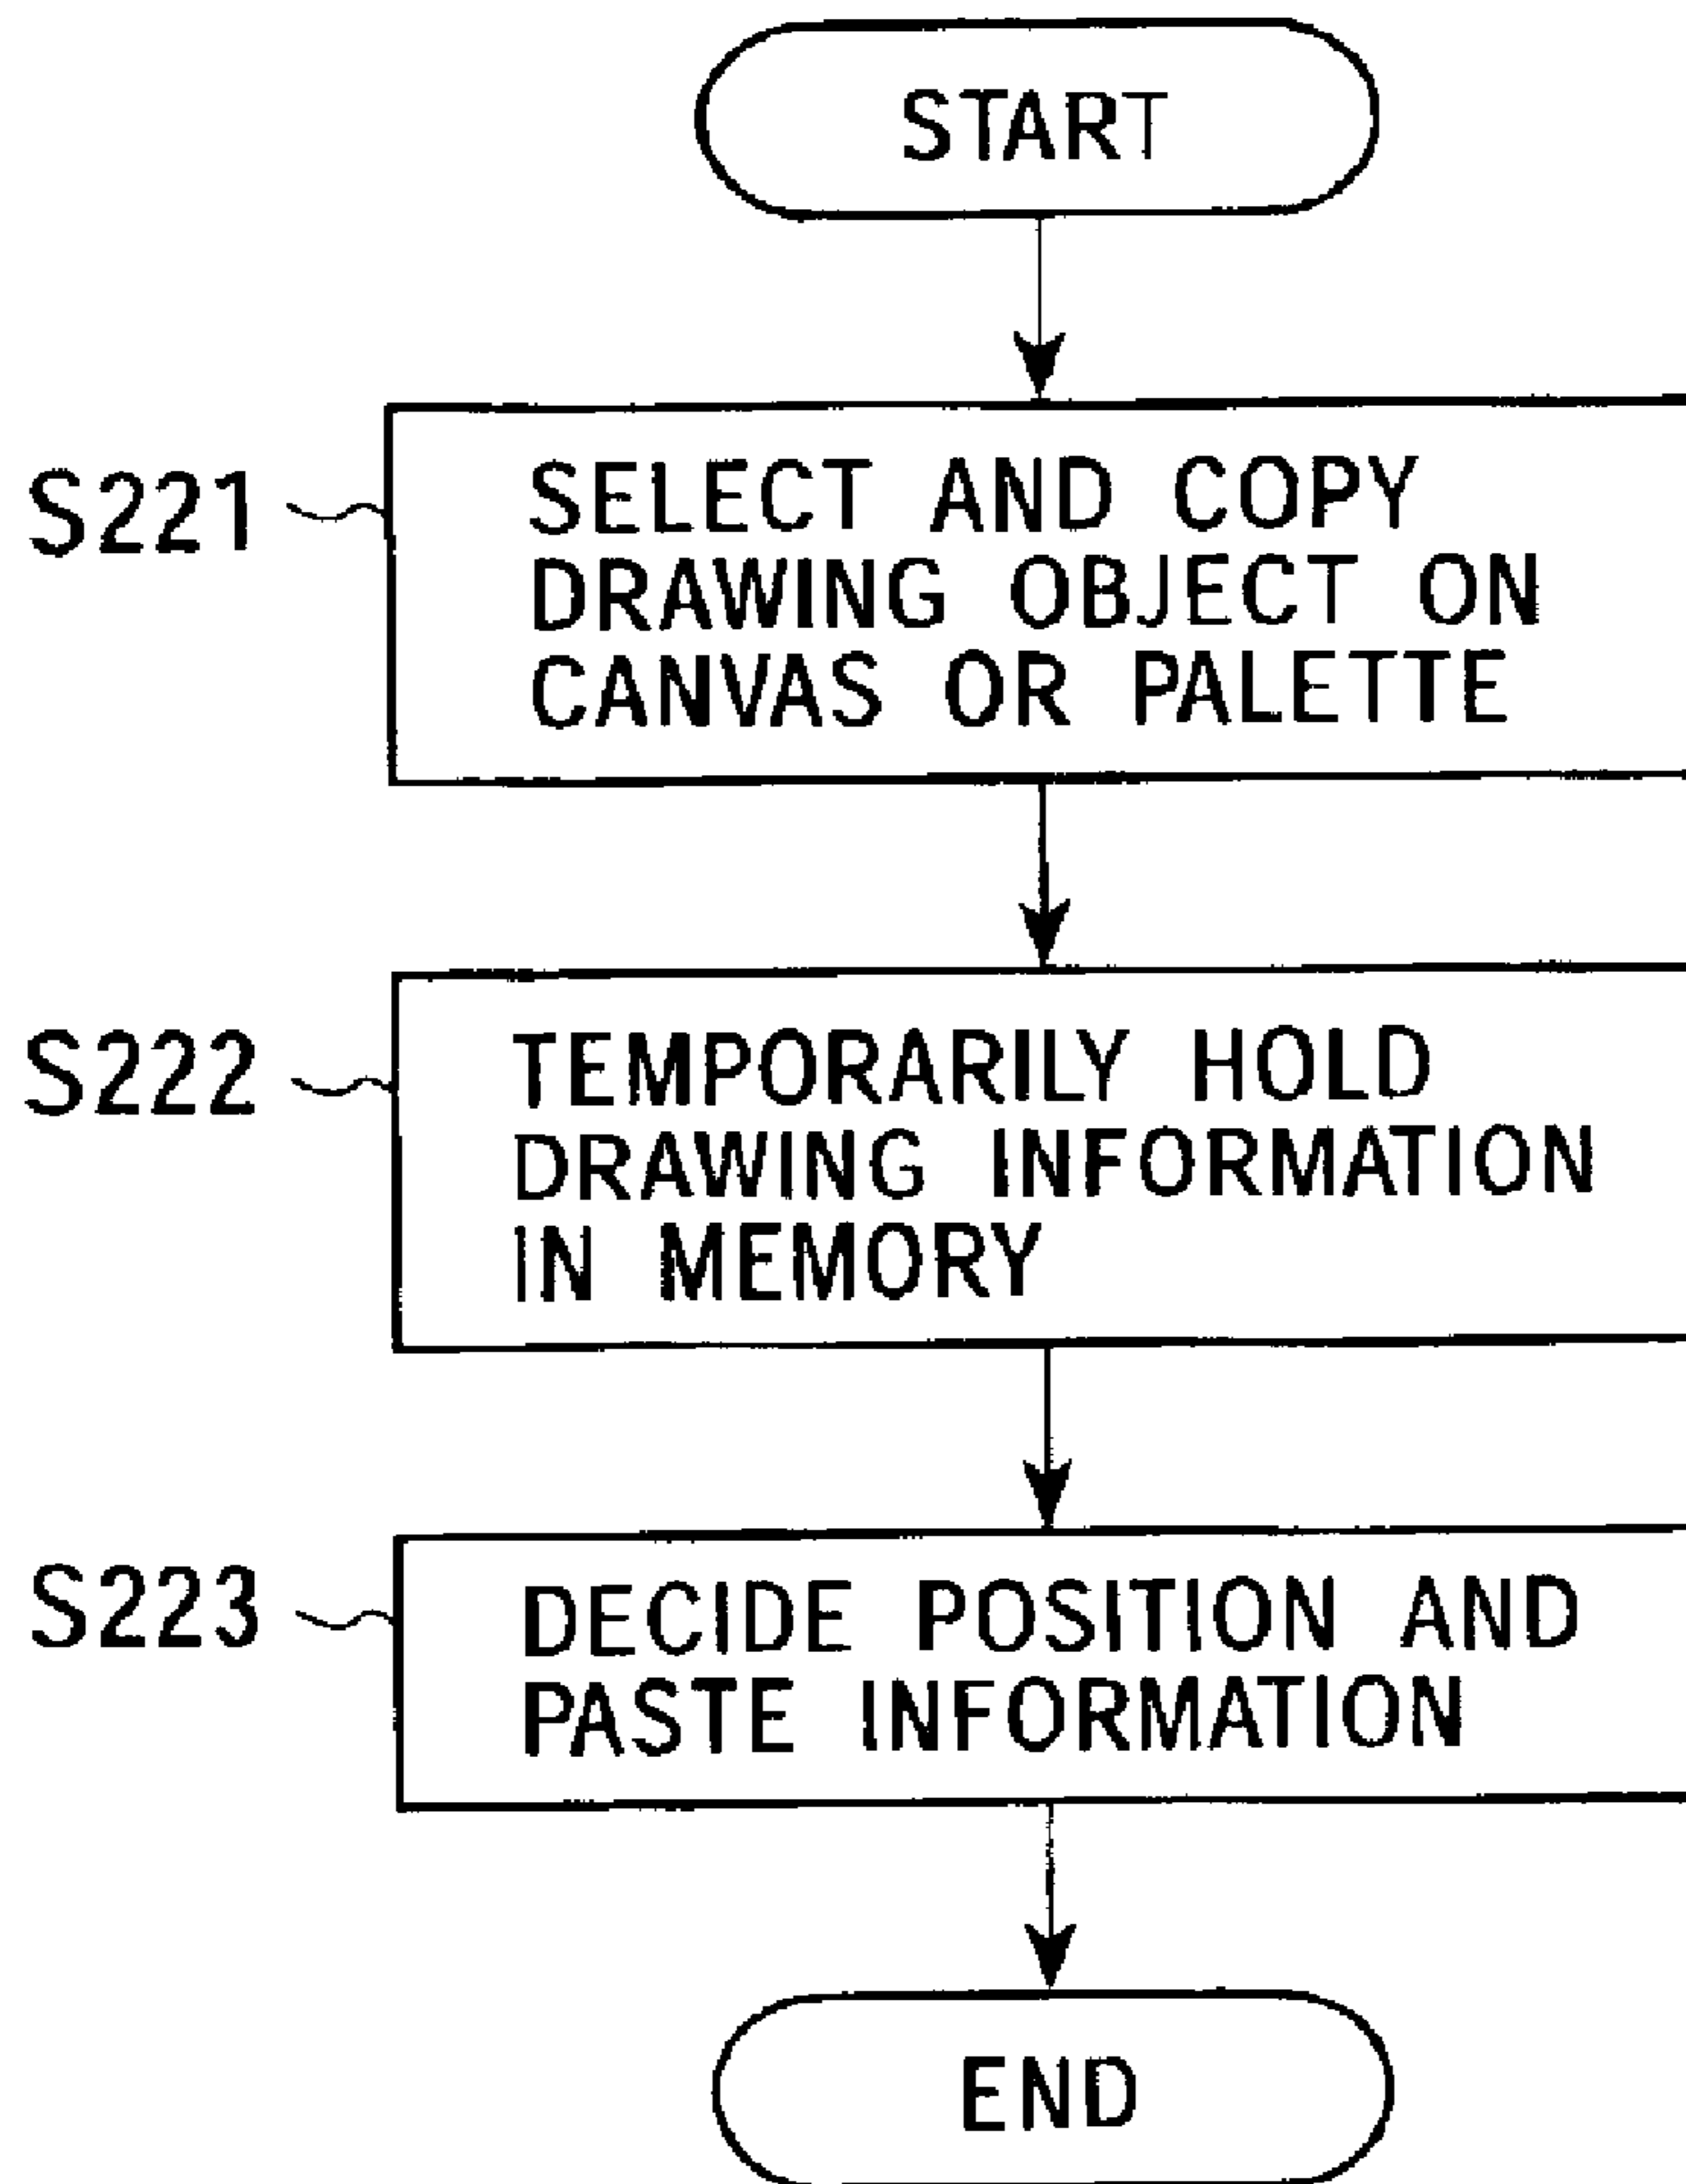 START
S221
SELECT AND COPY
DRAWING OBJECT ON
CANVAS OR PALETTE
S222
TEMPORARILY HOLD
DRAWING INFORMATION
IN MEMORY
S223
DECIDE POSITION AND
PASTE INFORMATION
END